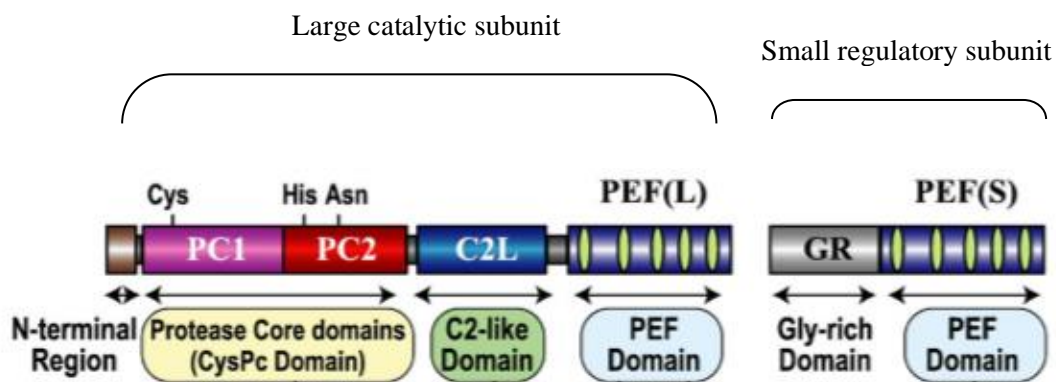 Large catalytic subunit
Small regulatory subunit
Cys
His Asn
PEF(L)
PEF(S)
PC1
PC2
C2L
GR
N-terminal
Region
Protease Core domains
(CysPc Domain)
C2-like
Domain
PEF
Domain
Gly-rich
Domain
PEF
Domain